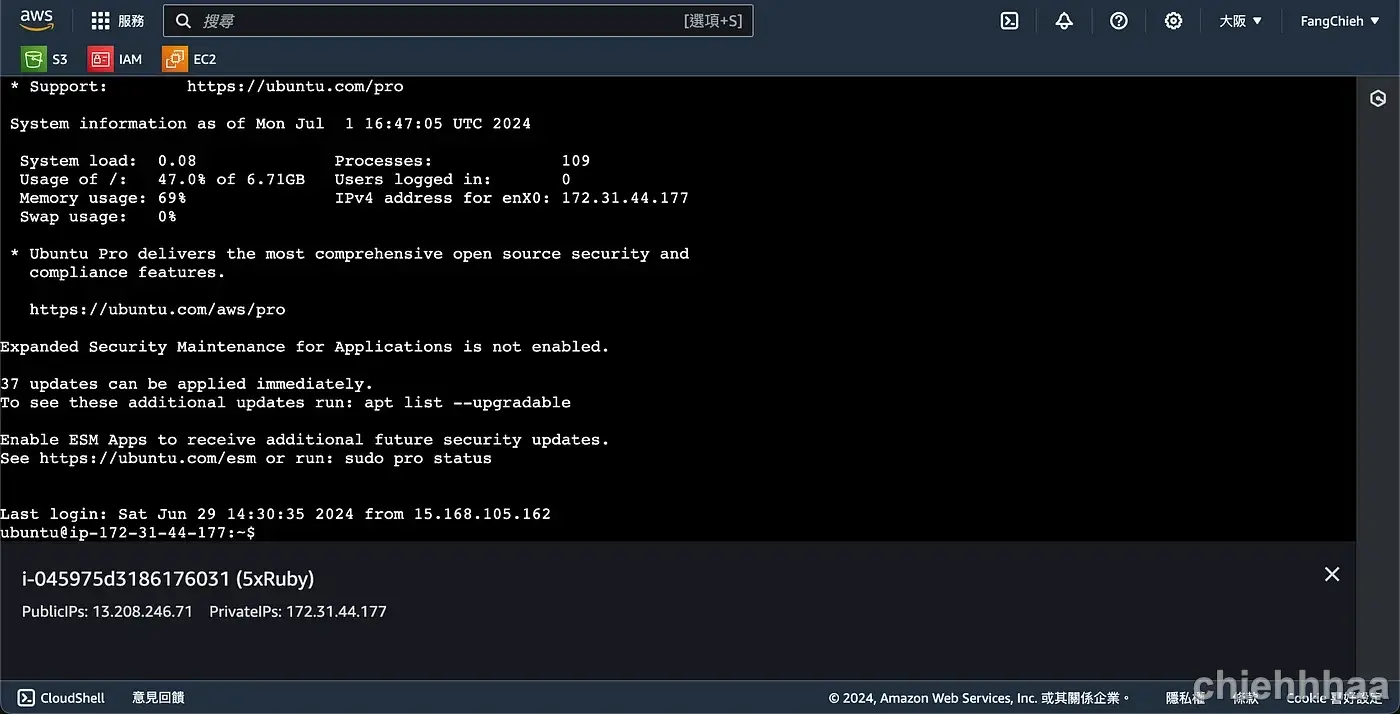 aws 服務 搜尋 [選項+S] 大阪 FangChieh
S3 IAM EC2
* Support: https://ubuntu.com/pro
System information as of Mon Jul  1 16:47:05 UTC 2024
System load: 0.08 Processes: 109
Usage of /: 47.0% of 6.71GB Users logged in: 0
Memory usage: 69% IPv4 address for enX0: 172.31.44.177
Swap usage: 0%
* Ubuntu Pro delivers the most comprehensive open source security and
compliance features.
https://ubuntu.com/aws/pro
Expanded Security Maintenance for Applications is not enabled.
37 updates can be applied immediately.
To see these additional updates run: apt list --upgradable
Enable ESM Apps to receive additional future security updates.
See https://ubuntu.com/esm or run: sudo pro status
Last login: Sat Jun 29 14:30:35 2024 from 15.168.105.162
ubuntu@ip-172-31-44-177:~$
i-045975d3186176031 (5xRuby)
PublicIPs: 13.208.246.71 PrivateIPs: 172.31.44.177
CloudShell 意見回饋 © 2024, Amazon Web Services, Inc. 或其關係企業。 隱私權 條款 Cookie 喜好設定
chiehhhaa